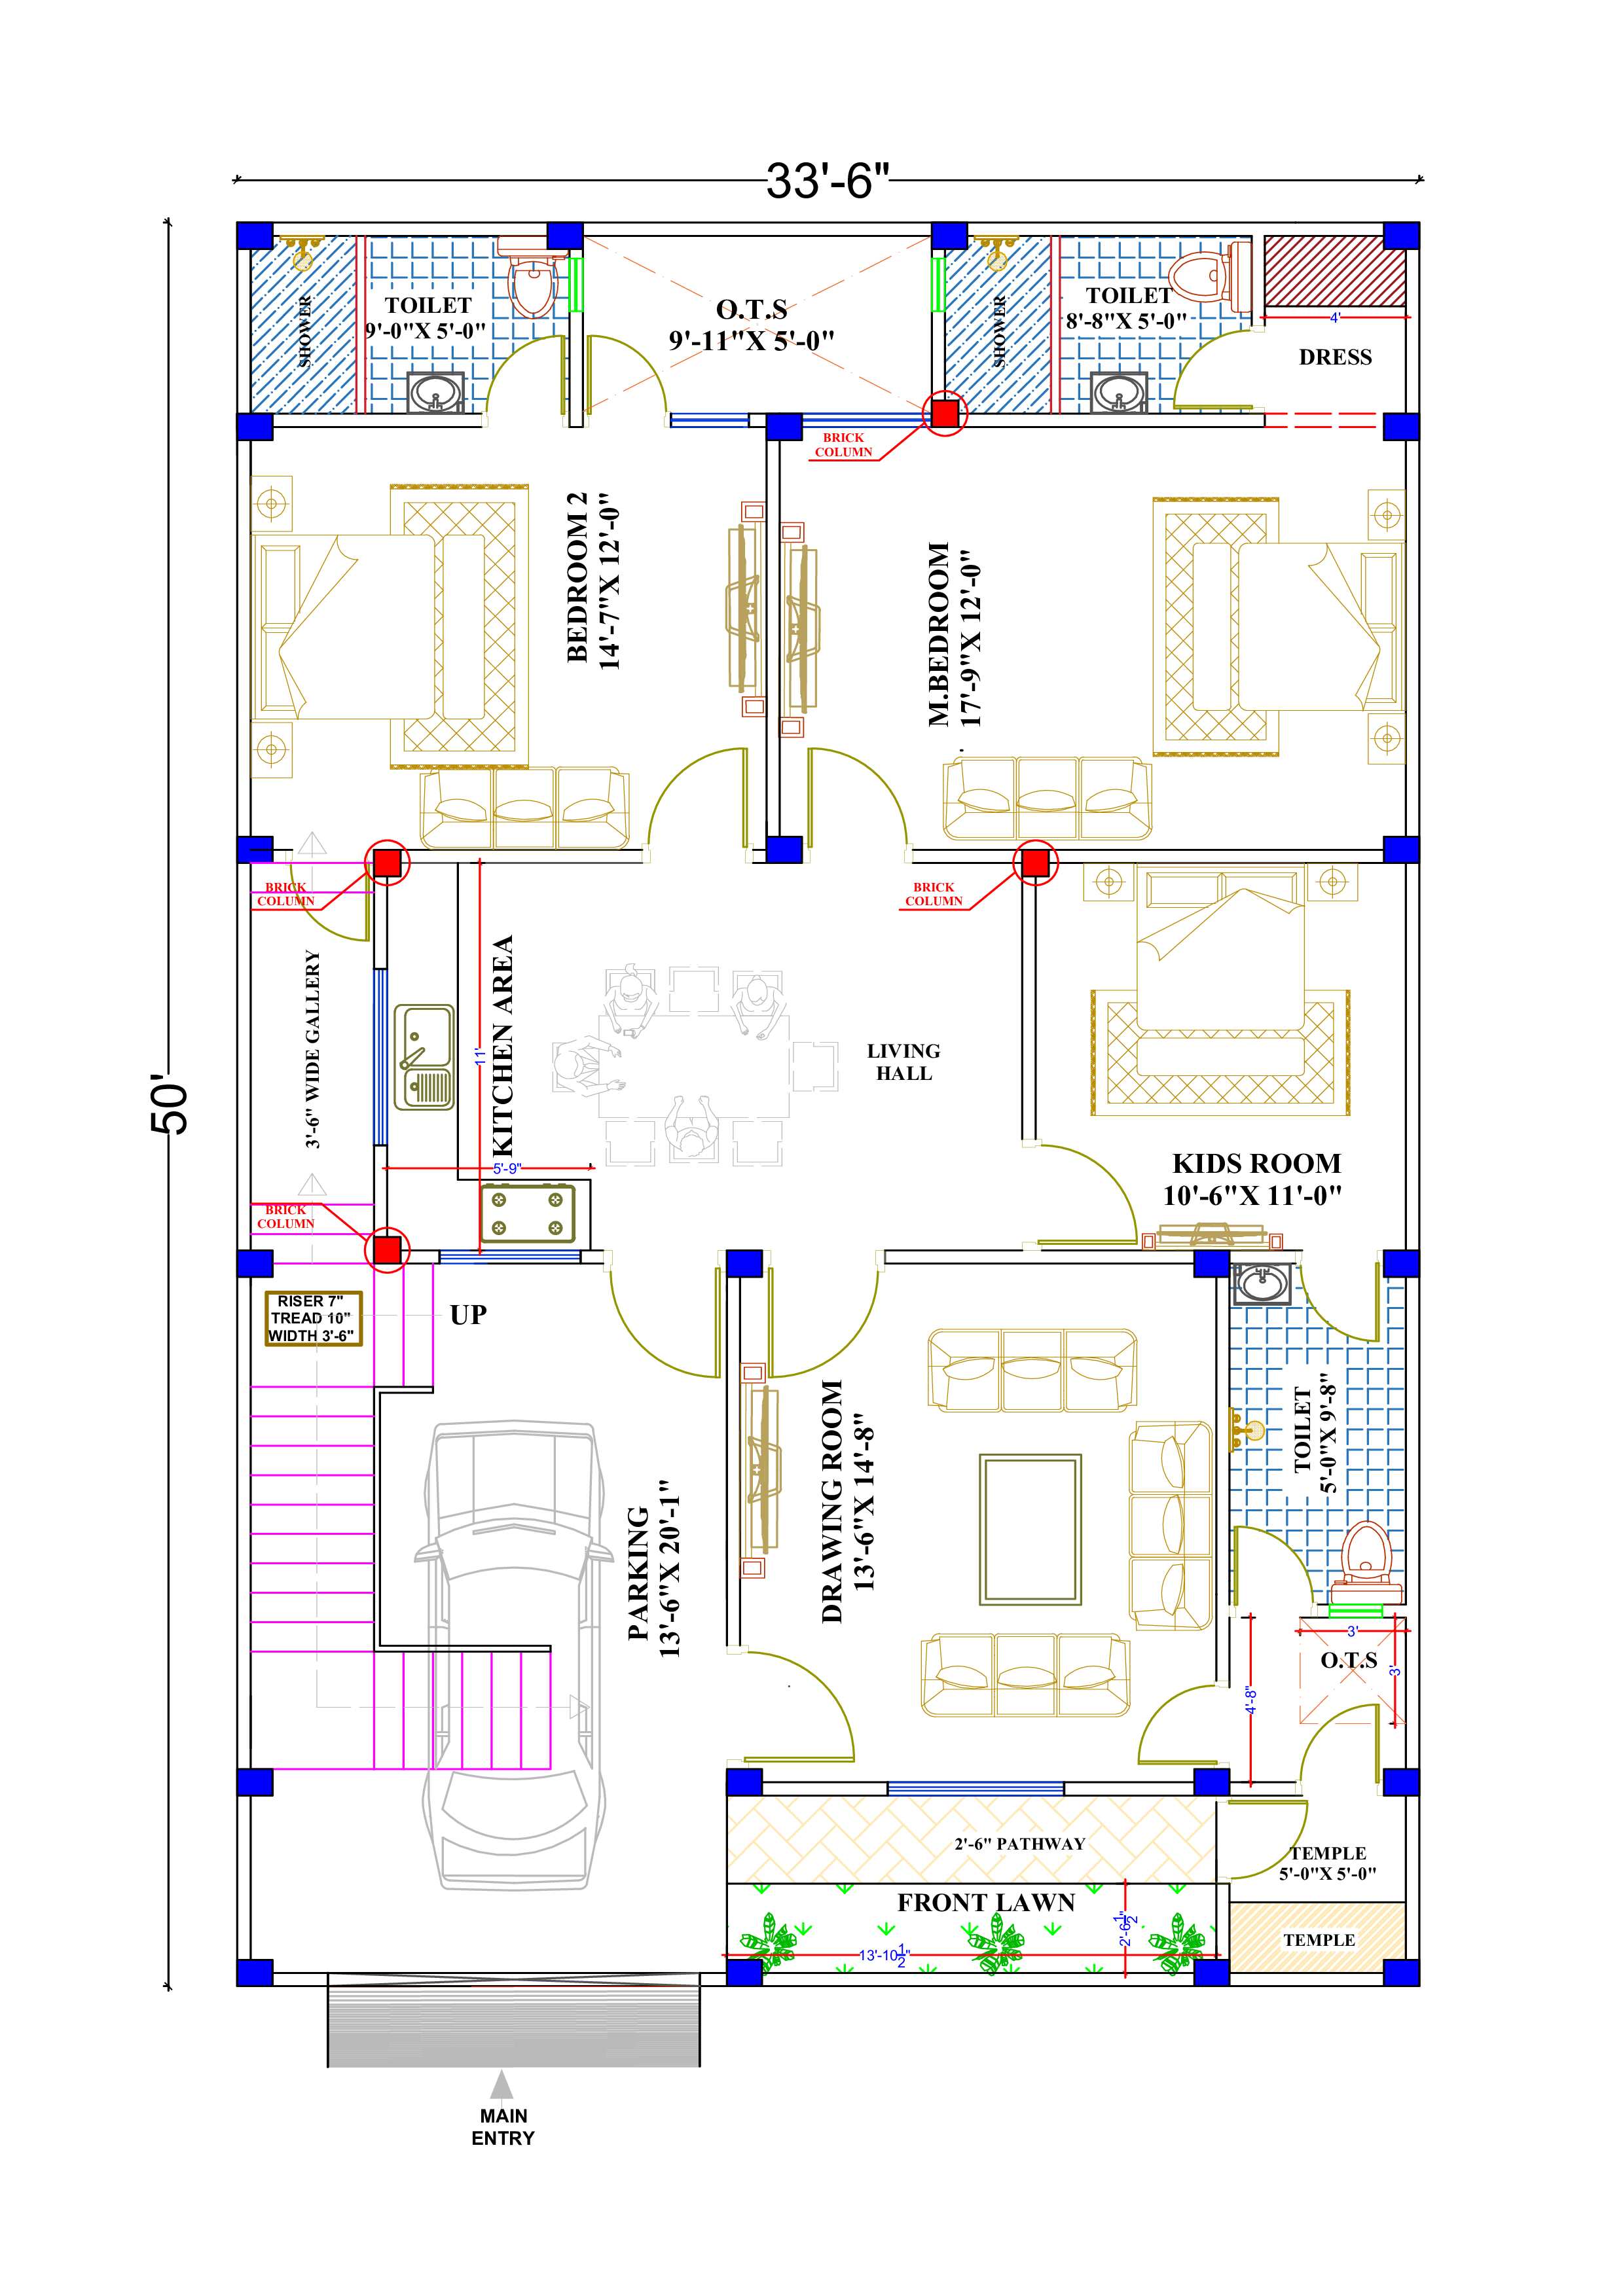 33'-6"
50'
SHOWER
TOILET
9'-0"X 5'-0"
O.T.S
9'-11"X 5'-0"
SHOWER
TOILET
8'-8"X 5'-0"
4'
DRESS
BRICK
COLUMN
BEDROOM 2
14'-7"X 12'-0"
M.BEDROOM
17'-9"X 12'-0"
BRICK
COLUMN
BRICK
COLUMN
3'-6" WIDE GALLERY
11'
KITCHEN AREA
5'-9"
LIVING
HALL
KIDS ROOM
10'-6"X 11'-0"
BRICK
COLUMN
RISER 7"
TREAD 10"
WIDTH 3'-6"
UP
PARKING
13'-6"X 20'-1"
DRAWING ROOM
13'-6"X 14'-8"
TOILET
5'-0"X 9'-8"
3'
O.T.S
3'
4'-8"
2'-6" PATHWAY
TEMPLE
5'-0"X 5'-0"
FRONT LAWN
2'-6 1/2"
13'-10 1/2"
TEMPLE
MAIN
ENTRY